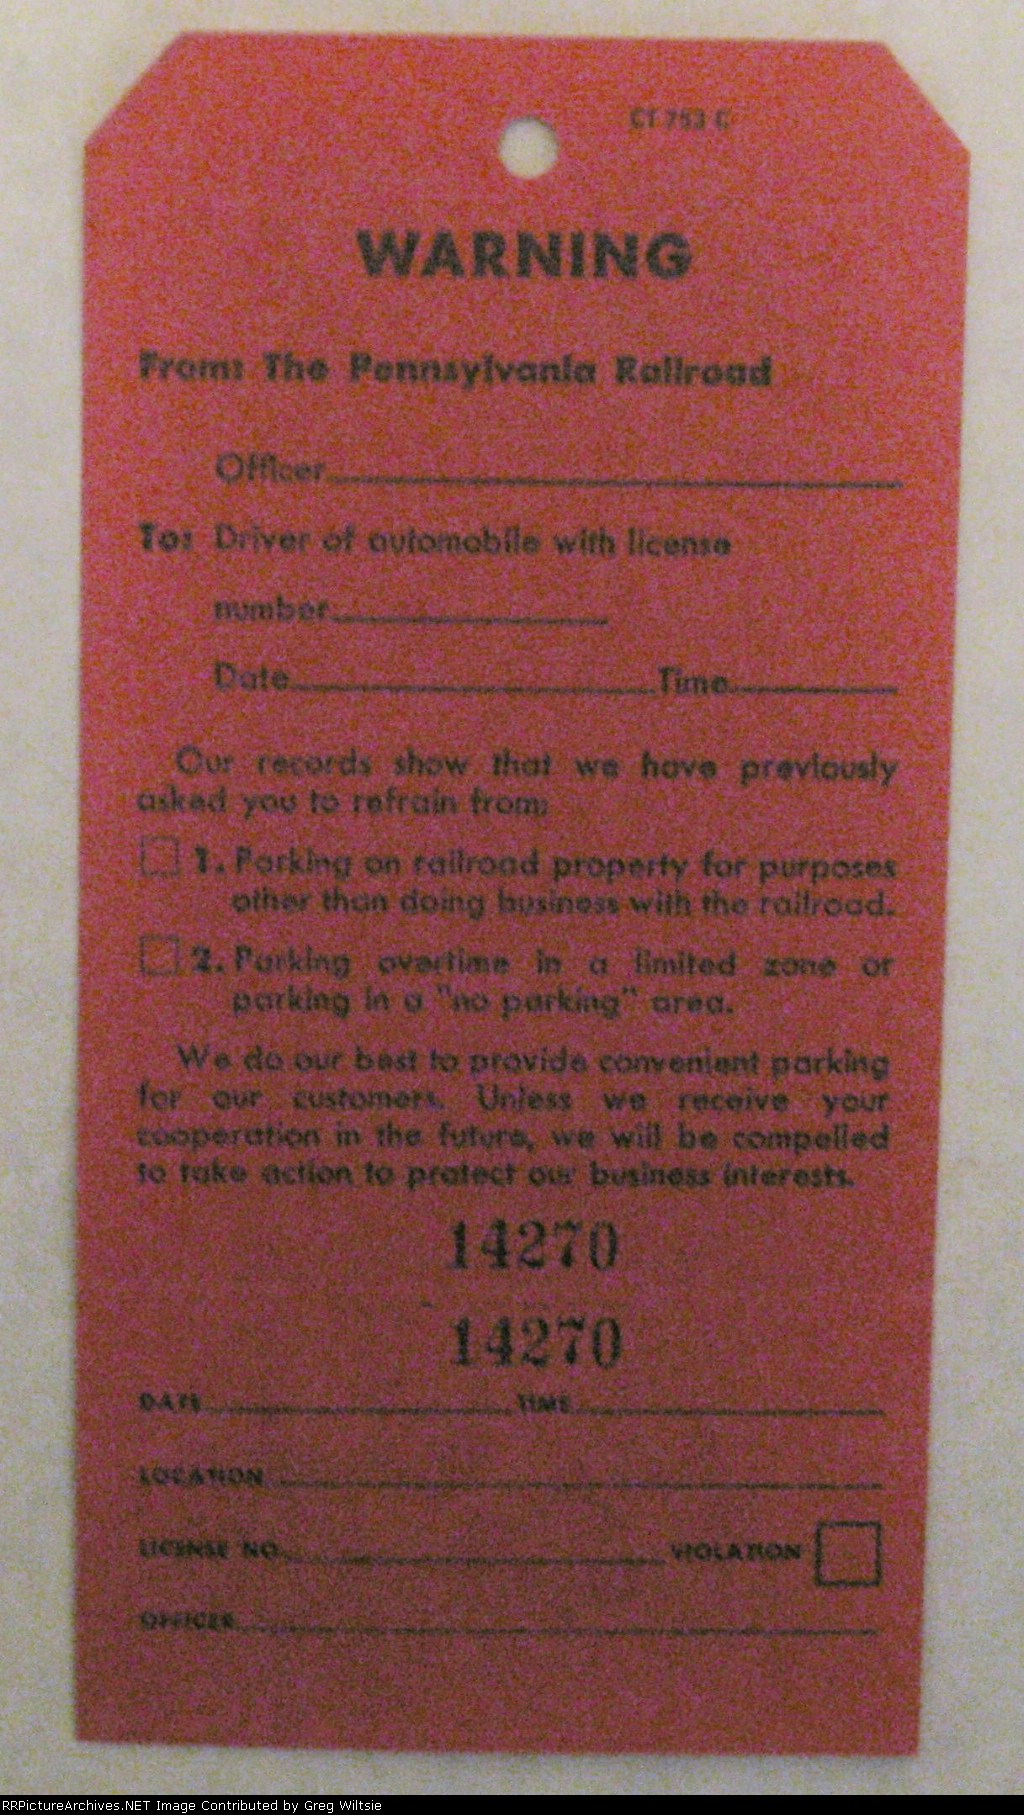 CT 753 C
WARNING
From: The Pennsylvania Railroad
Officer
To: Driver of automobile with license
number
Date Time
Our records show that we have previously
asked you to refrain from:
1. Parking on railroad property for purposes
other than doing business with the railroad.
2. Parking overtime in a limited zone or
parking in a "no parking" area.
We do our best to provide convenient parking
for our customers. Unless we receive your
cooperation in the future, we will be compelled
to take action to protect our business interests.
14270
14270
DATE TIME
LOCATION
LICENSE NO. VIOLATION
OFFICER
RRPictureArchives.NET Image Contributed by Greg Wiltsie